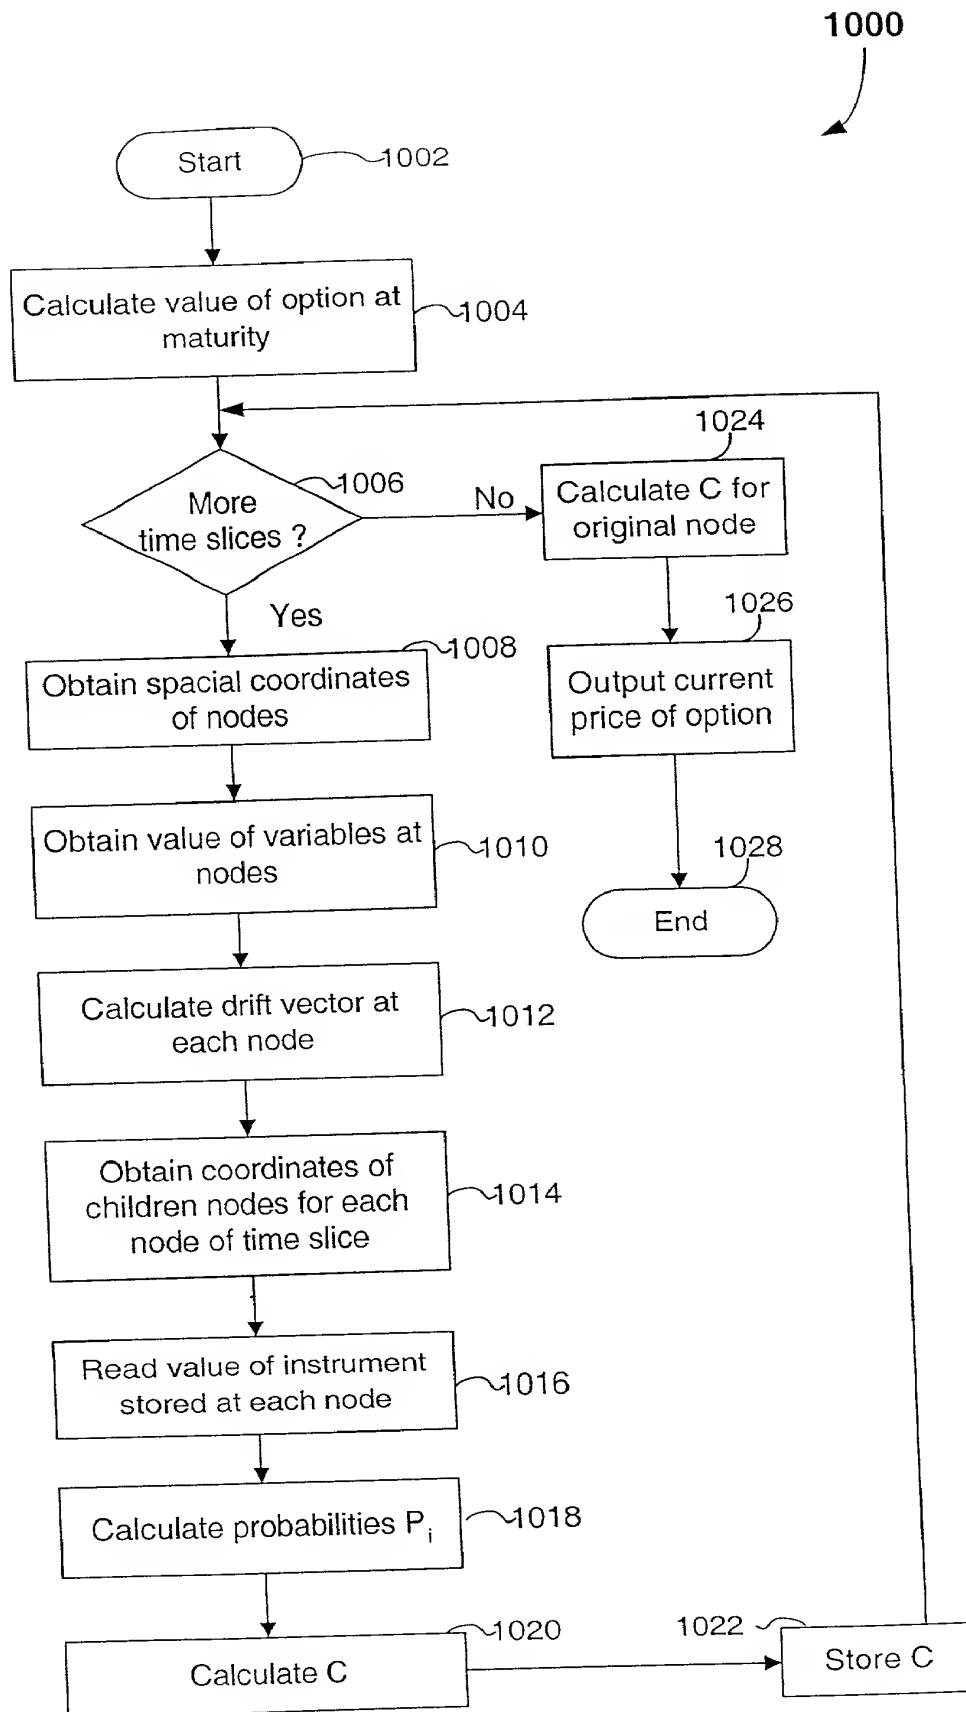 1000
Start
1002
Calculate value of option at
maturity
1004
More
time slices ?
1006
No
Yes
1024
Calculate C for
original node
1026
Output current
price of option
1028
End
1008
Obtain spacial coordinates
of nodes
Obtain value of variables at
nodes
1010
Calculate drift vector at
each node
1012
Obtain coordinates of
children nodes for each
node of time slice
1014
Read value of instrument
stored at each node
1016
Calculate probabilities Pi
1018
1020
Calculate C
1022
Store C